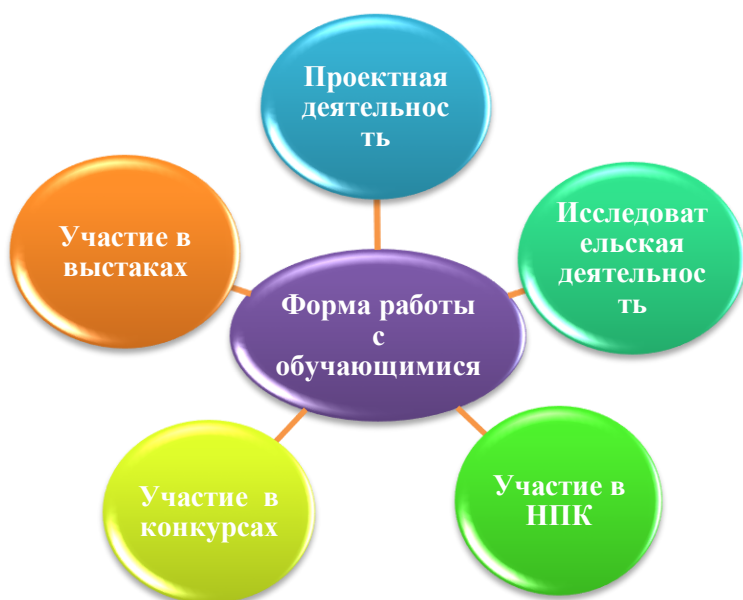 Проектная
деятельнос
ть
Исследоват
ельская
деятельнос
ть
Участие в
НПК
Участие в
конкурсах
Участие в
выстаках
Форма работы
с
обучающимися